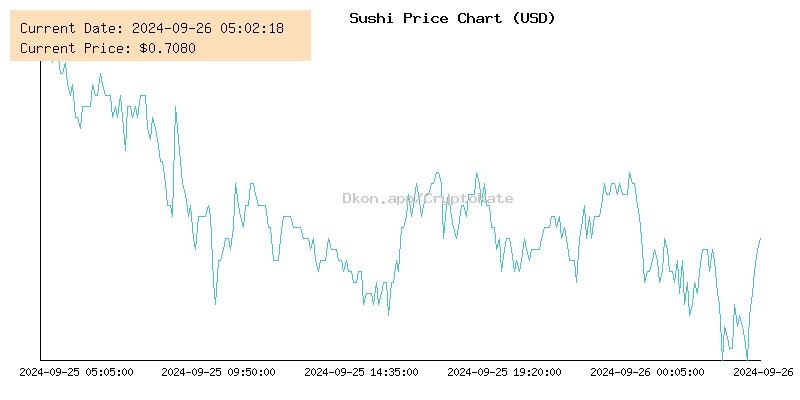 Sushi Price Chart (USD)
Current Date: 2024-09-26 05:02:18
Current Price: $0.7080
Dkon.app/CryptoRate
2024-09-25 05:05:00 2024-09-25 09:50:00 2024-09-25 14:35:00 2024-09-25 19:20:00 2024-09-26 00:05:00 2024-09-26